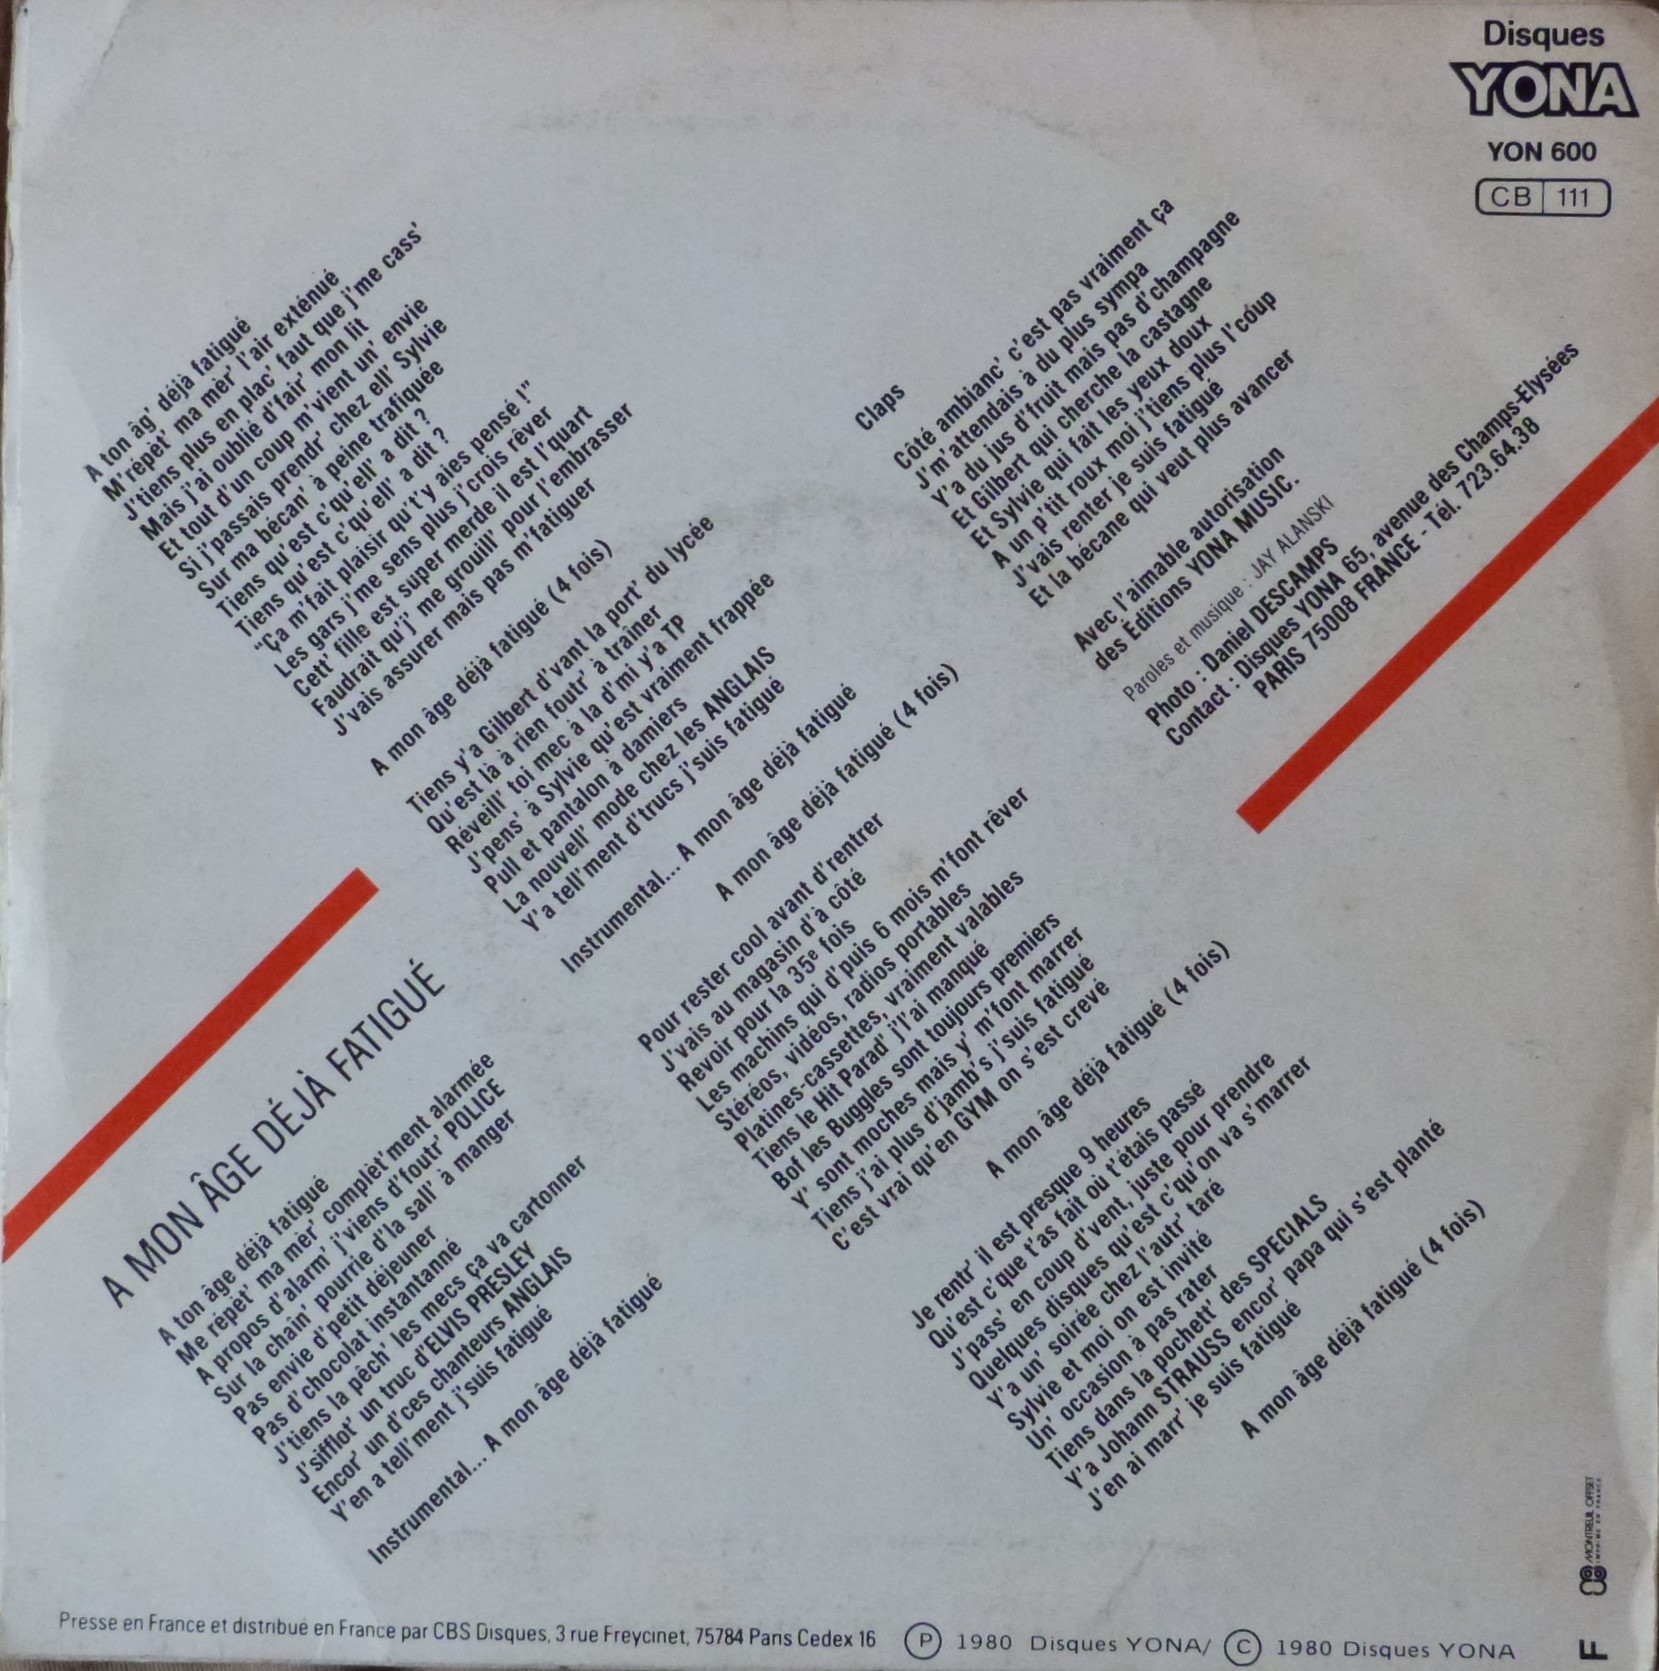 Disques
YONA
YON 600
CB 111
A MON ÂGE DÉJÀ FATIGUÉ
A ton âge déjà fatigué
Me répèt' ma mèr' complèt'ment alarmée
A propos d'alarm' j'viens d'foutr' POLICE
Sur la chaîn' pourrie d'la sall' à manger
Pas envie d'petit déjeuner
Pas d'chocolat instantanné
J'tiens la pêch' les mecs ça va cartonner
J'sifflot' un truc d'ELVIS PRESLEY
Encor' un d'ces chanteurs ANGLAIS
Y'en a tell'ment j'suis fatigué
Instrumental... A mon âge déjà fatigué
A ton âg' déjà fatigué
M'répèt' ma mèr' l'air exténué
J'tiens plus en plac' faut que j'me cass'
Mais j'ai oublié d'fair' mon lit
Et tout d'un coup m'vient un' envie
Si j'passais prendr' chez ell' Sylvie
Sur ma bécan' à peine trafiquée
Tiens qu'est c'qu'ell' a dit ?
Tiens qu'est c'qu'ell' a dit ?
"Ça m'fait plaisir qu't'y aies pensé !"
Les gars j'me sens plus j'crois rêver
Cett' fille est super merde il est l'quart
Faudrait qu'j' me grouill' pour l'embrasser
J'vais assurer mais pas m'fatiguer
A mon âge déjà fatigué (4 fois)
Tiens y'a Gilbert d'vant la port' du lycée
Qu'est là à rien foutr' à traîner
Réveill' toi mec à la d'mi y'a TP
J'pens' à Sylvie qu'est vraiment frappée
Pull et pantalon à damiers
La nouvell' mode chez les ANGLAIS
Y'a tell'ment d'trucs j'suis fatigué
Instrumental... A mon âge déjà fatigué
A mon âge déjà fatigué (4 fois)
Pour rester cool avant d'rentrer
J'vais au magasin d'à côté
Revoir pour la 35e fois
Les machins qui d'puis 6 mois m'font rêver
Stéréos, vidéos, radios portables
Platines-cassettes, vraiment valables
Tiens le Hit Parad' j'l'ai manqué
Bof les Buggles sont toujours premiers
Y' sont moches mais y' m'font marrer
Tiens j'ai plus d'jamb's j'suis fatigué
C'est vrai qu'en GYM on s'est crevé
A mon âge déjà fatigué (4 fois)
Je rentr' il est presque 9 heures
Qu'est c'que t'as fait où t'étais passé
J'pass' en coup d'vent, juste pour prendre
Quelques disques qu'est c'qu'on va s'marrer
Y'a un' soirée chez l'autr' taré
Sylvie et moi on est invité
Un' occasion à pas rater
Tiens dans la pochett' des SPECIALS
Y'a Johann STRAUSS encor' papa qui s'est planté
J'en ai marr' je suis fatigué
A mon âge déjà fatigué (4 fois)
Claps
Côté ambianc' c'est pas vraiment ça
J'm'attendais à du plus sympa
Y'a du jus d'fruit mais pas d'champagne
Et Gilbert qui cherche la castagne
Et Sylvie qui fait les yeux doux
A un p'tit roux moi j'tiens plus l'coup
J'vais renter je suis fatigué
Et la bécane qui veut plus avancer
Avec l'aimable autorisation
des Éditions YONA MUSIC.
Paroles et musique : JAY ALANSKI
Photo : Daniel DESCAMPS
Contact : Disques YONA 65, avenue des Champs-Elysées
PARIS 75008 FRANCE - Tél. 723.64.38
Presse en France et distribué en France par CBS Disques, 3 rue Freycinet, 75784 Paris Cedex 16
P 1980 Disques YONA/ C 1980 Disques YONA
MONTREUIL OFFSET
IMPRIMÉ EN FRANCE
F